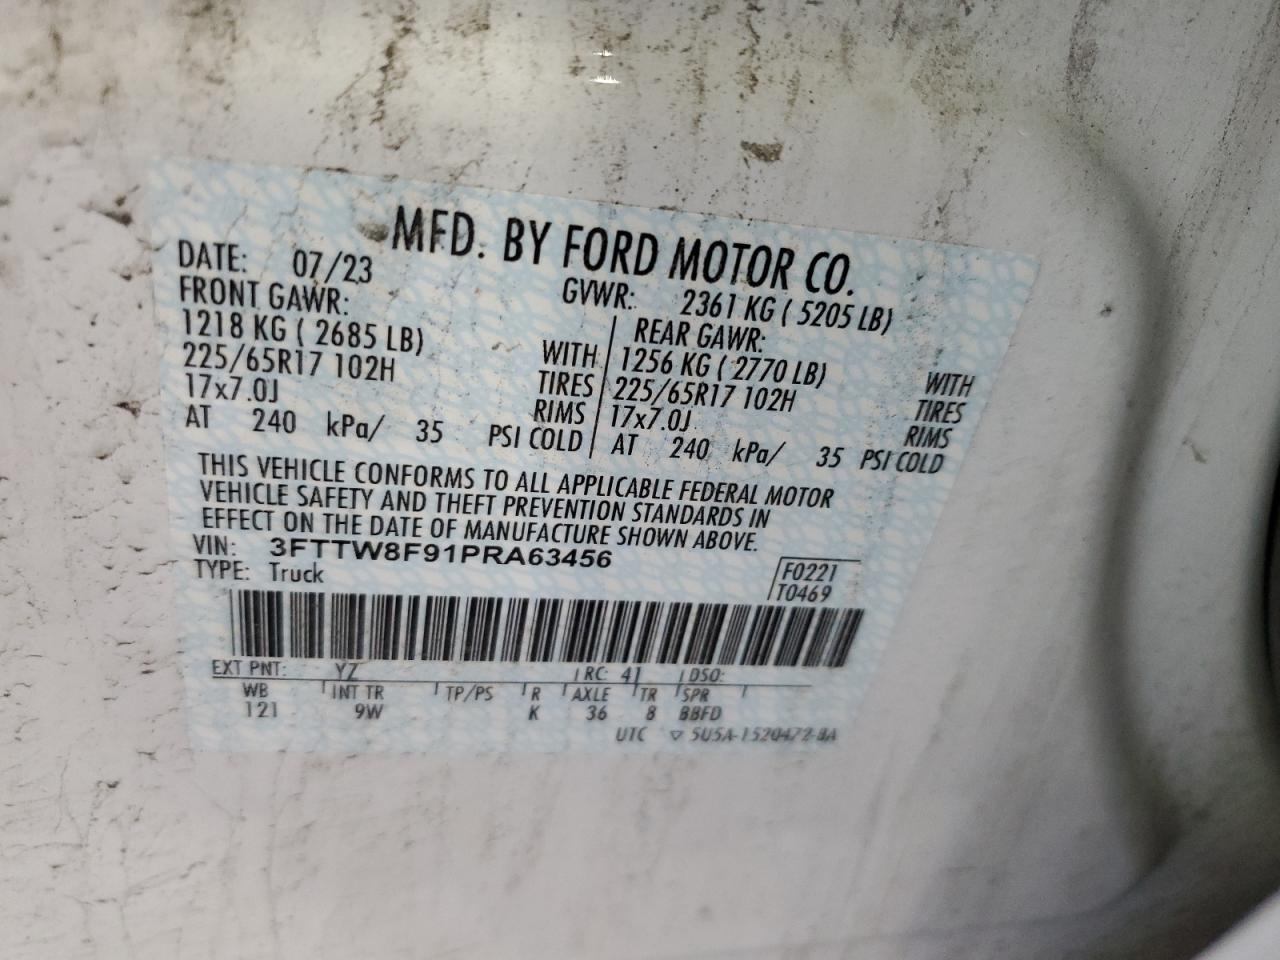 MFD. BY FORD MOTOR CO.
DATE: 07/23 GVWR: 2361 KG ( 5205 LB)
FRONT GAWR: REAR GAWR:
1218 KG ( 2685 LB) WITH 1256 KG ( 2770 LB) WITH
225/65R17 102H TIRES 225/65R17 102H TIRES
17x7.0J RIMS 17x7.0J RIMS
AT 240 kPa/ 35 PSI COLD AT 240 kPa/ 35 PSI COLD
THIS VEHICLE CONFORMS TO ALL APPLICABLE FEDERAL MOTOR
VEHICLE SAFETY AND THEFT PREVENTION STANDARDS IN
EFFECT ON THE DATE OF MANUFACTURE SHOWN ABOVE.
VIN: 3FTTW8F91PRA63456
TYPE: Truck
F0221
T0469
EXT PNT: YZ RC: 41 DSO:
WB INT TR TP/PS R AXLE TR SPR
121 9W K 36 8 BBFD
UTC ▽ 5U5A-1520472-BA